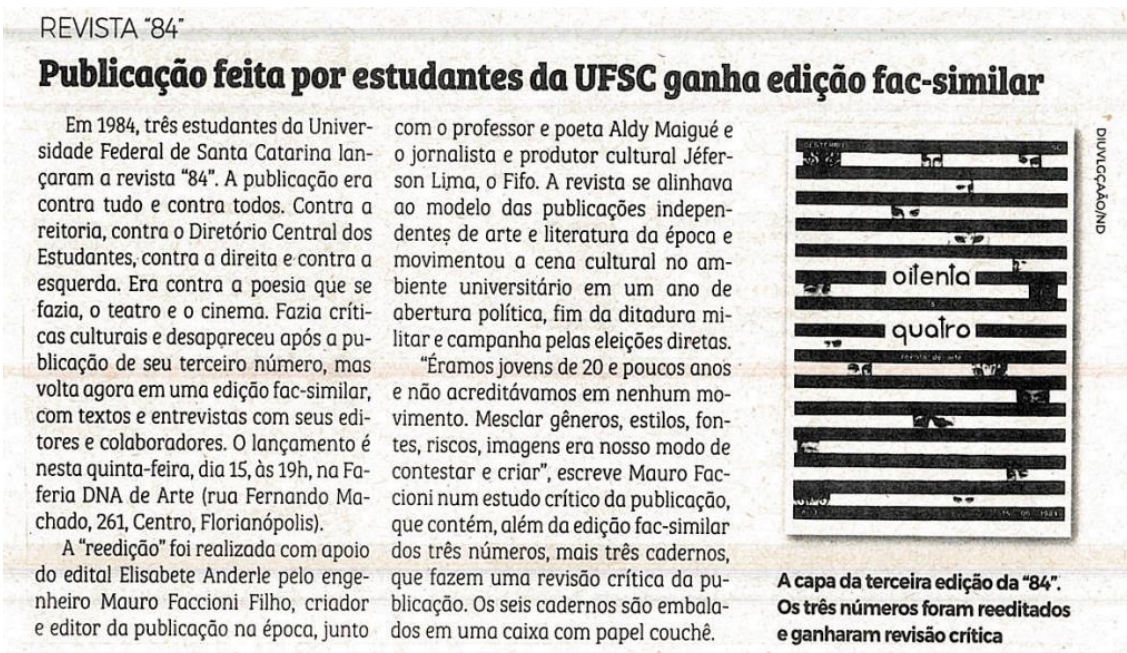 REVISTA “84”
Publicação feita por estudantes da UFSC ganha edição fac-similar
Em 1984, três estudantes da Univer-
sidade Federal de Santa Catarina lan-
çaram a revista “84”. A publicação era
contra tudo e contra todos. Contra a
reitoria, contra o Diretório Central dos
Estudantes, contra a direita e contra a
esquerda. Era contra a poesia que se
fazia, o teatro e o cinema. Fazia críti-
cas culturais e desapareceu após a pu-
blicação de seu terceiro número, mas
volta agora em uma edição fac-similar,
com textos e entrevistas com seus edi-
tores e colaboradores. O lançamento é
nesta quinta-feira, dia 15, às 19h, na Fa-
feria DNA de Arte (rua Fernando Ma-
chado, 261, Centro, Florianópolis).
A “reedição” foi realizada com apoio
do edital Elisabete Anderle pelo enge-
nheiro Mauro Faccioni Filho, criador
e editor da publicação na época, junto
com o professor e poeta Aldy Maigué e
o jornalista e produtor cultural Jéfer-
son Lima, o Fifo. A revista se alinhava
ao modelo das publicações indepen-
dentes de arte e literatura da época e
movimentou a cena cultural no am-
biente universitário em um ano de
abertura política, fim da ditadura mi-
litar e campanha pelas eleições diretas.
“Éramos jovens de 20 e poucos anos
e não acreditávamos em nenhum mo-
vimento. Mesclar gêneros, estilos, fon-
tes, riscos, imagens era nosso modo de
contestar e criar”, escreve Mauro Fac-
cioni num estudo crítico da publicação,
que contém, além da edição fac-similar
dos três números, mais três cadernos,
que fazem uma revisão crítica da pu-
blicação. Os seis cadernos são embala-
dos em uma caixa com papel couchê.
DESTERRO SC
oitenta
e
quatro
revista de arte
DIUVLGÇAÃO/ND
A capa da terceira edição da “84”.
Os três números foram reeditados
e ganharam revisão crítica